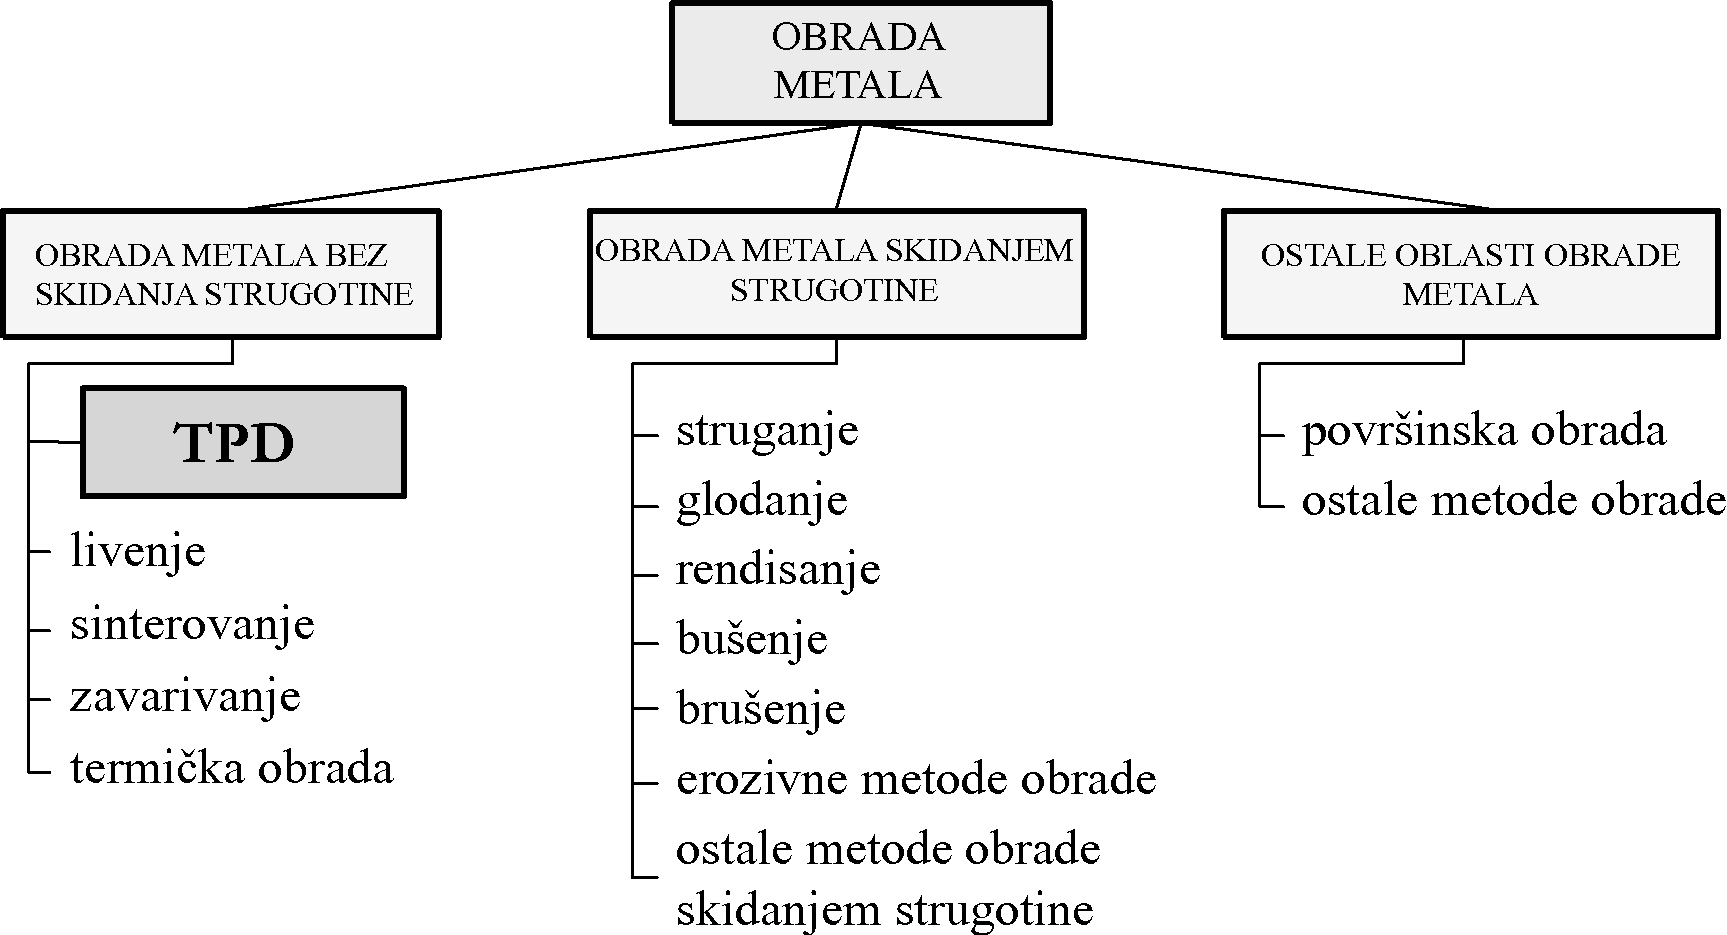 OBRADA
METALA
OBRADA METALA BEZ
SKIDANJA STRUGOTINE
TPD
livenje
sinterovanje
zavarivanje
termička obrada
OBRADA METALA SKIDANJEM
STRUGOTINE
struganje
glodanje
rendisanje
bušenje
brušenje
erozivne metode obrade
ostale metode obrade
skidanjem strugotine
OSTALE OBLASTI OBRADE
METALA
površinska obrada
ostale metode obrade